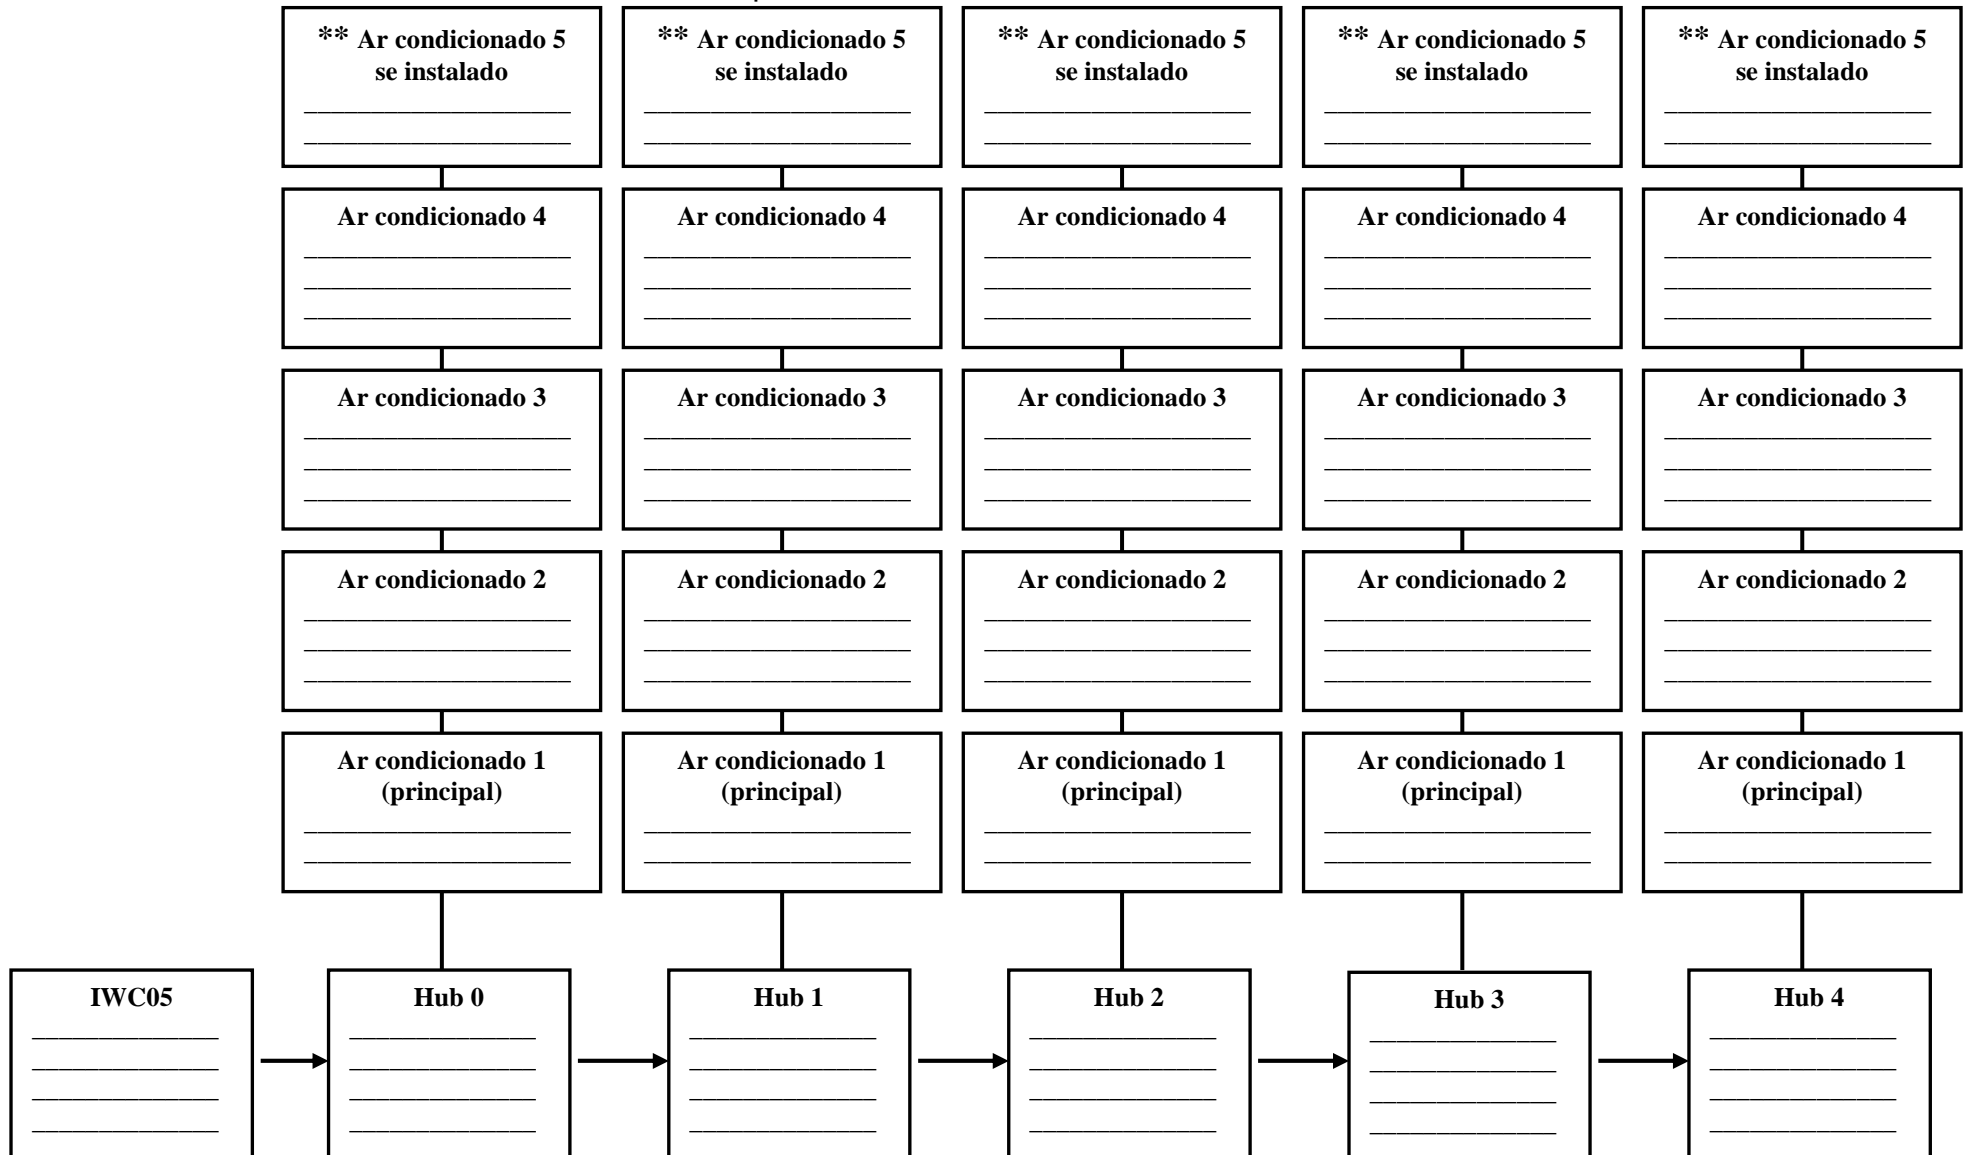 ** Ar condicionado 5
se instalado
** Ar condicionado 5
se instalado
** Ar condicionado 5
se instalado
** Ar condicionado 5
se instalado
** Ar condicionado 5
se instalado
Ar condicionado 4
Ar condicionado 4
Ar condicionado 4
Ar condicionado 4
Ar condicionado 4
Ar condicionado 3
Ar condicionado 3
Ar condicionado 3
Ar condicionado 3
Ar condicionado 3
Ar condicionado 2
Ar condicionado 2
Ar condicionado 2
Ar condicionado 2
Ar condicionado 2
Ar condicionado 1
(principal)
Ar condicionado 1
(principal)
Ar condicionado 1
(principal)
Ar condicionado 1
(principal)
Ar condicionado 1
(principal)
IWC05
Hub 0
Hub 1
Hub 2
Hub 3
Hub 4